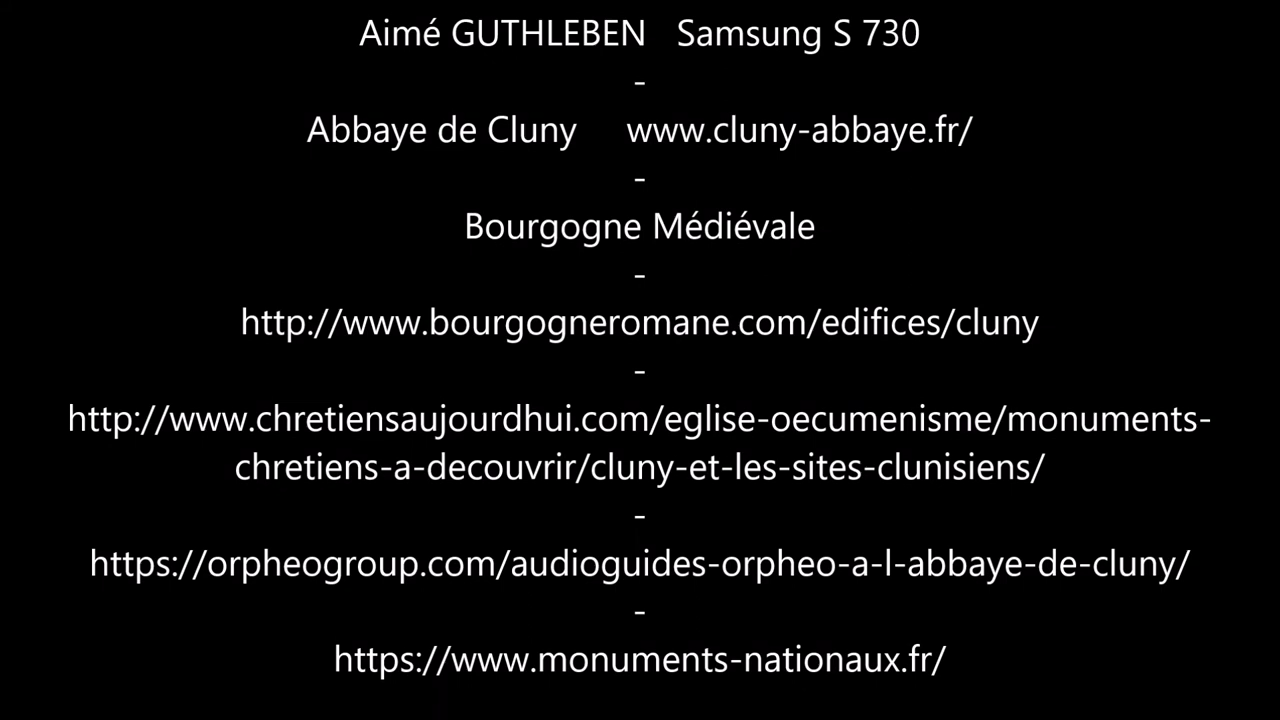 Aimé GUTHLEBEN Samsung S 730
-
Abbaye de Cluny www.cluny-abbaye.fr/
-
Bourgogne Médiévale
-
http://www.bourgogneromane.com/edifices/cluny
-
http://www.chretiensaujourdhui.com/eglise-oecumenisme/monuments-
chretiens-a-decouvrir/cluny-et-les-sites-clunisiens/
-
https://orpheogroup.com/audioguides-orpheo-a-l-abbaye-de-cluny/
-
https://www.monuments-nationaux.fr/